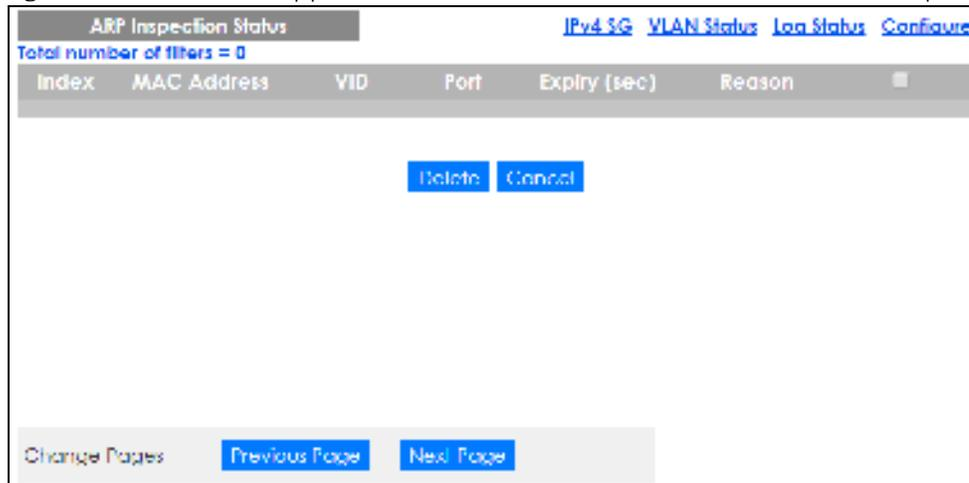 ARP Inspection Status IPv4 SG VLAN Status Log Status Configure
Total number of filters = 0
Index MAC Address VID Port Expiry (sec) Reason
Delete Cancel
Change Pages Previous Page Next Page